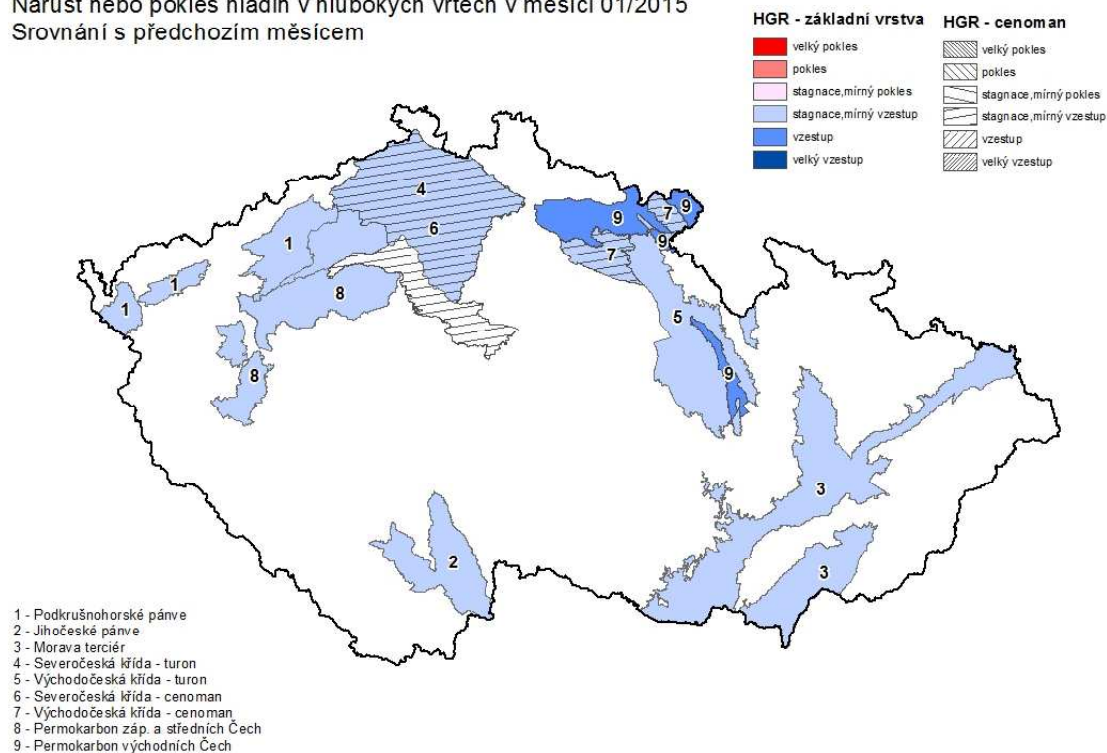 Nárůst nebo pokles hladin v hlubokých vrtech v měsíci 01/2015
Srovnání s předchozím měsícem
HGR - základní vrstva
velký pokles
pokles
stagnace,mírný pokles
stagnace,mírný vzestup
vzestup
velký vzestup
HGR - cenoman
velký pokles
pokles
stagnace,mírný pokles
stagnace,mírný vzestup
vzestup
velký vzestup
4
9
7
9
6
1
7
9
1
8
1
5
9
8
3
2
3
1 - Podkrušnohorské pánve
2 - Jihočeské pánve
3 - Morava terciér
4 - Severočeská křída - turon
5 - Východočeská křída - turon
6 - Severočeská křída - cenoman
7 - Východočeská křída - cenoman
8 - Permokarbon záp. a středních Čech
9 - Permokarbon východních Čech